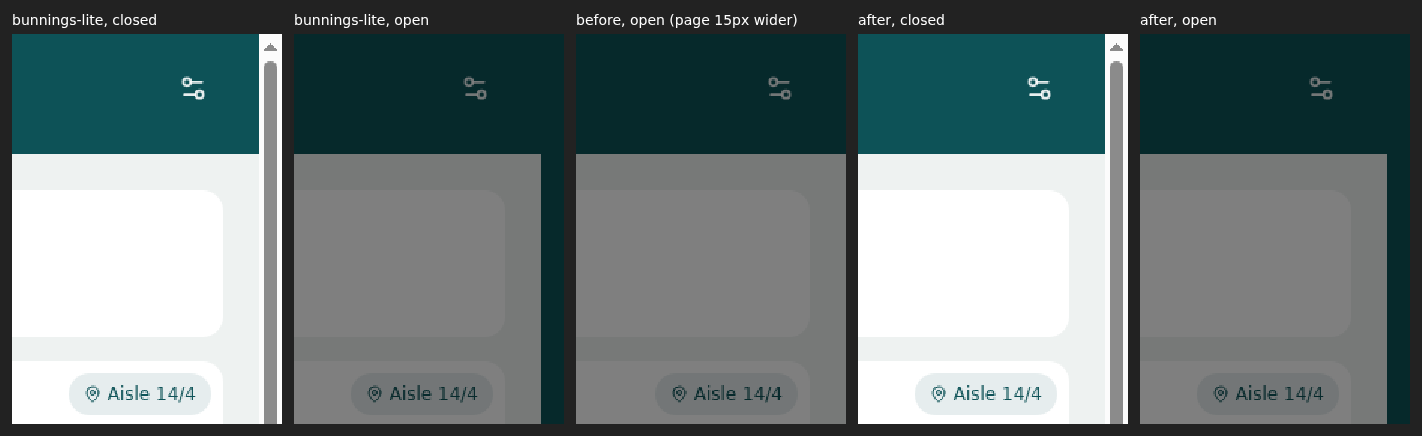 bunnings-lite, closed
bunnings-lite, open
before, open (page 15px wider)
after, closed
after, open
Aisle 14/4
Aisle 14/4
Aisle 14/4
Aisle 14/4
Aisle 14/4